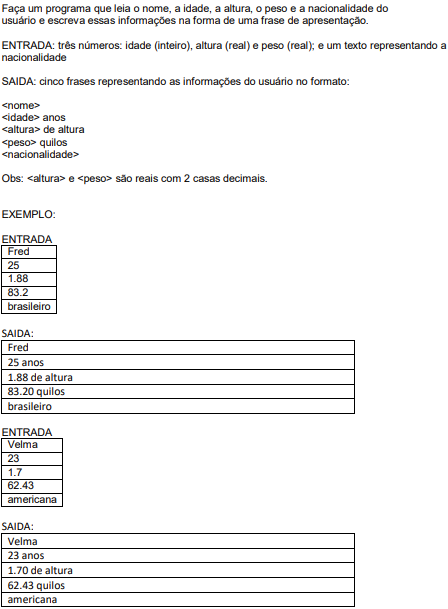 Faça um programa que leia o nome, a idade, a altura, o peso e a nacionalidade do
usuário e escreva essas informações na forma de uma frase de apresentação.
ENTRADA: três números: idade (inteiro), altura (real) e peso (real); e um texto representando a
nacionalidade
SAIDA: cinco frases representando as informações do usuário no formato:
<nome>
<idade> anos
<altura> de altura
<peso> quilos
<nacionalidade>
Obs: <altura> e <peso> são reais com 2 casas decimais.
EXEMPLO:
ENTRADA
Fred
25
1.88
83.2
brasileiro
SAIDA:
Fred
25 anos
1.88 de altura
83.20 quilos
brasileiro
ENTRADA
Velma
23
1.7
62.43
americana
SAIDA:
Velma
23 anos
1.70 de altura
62.43 quilos
americana